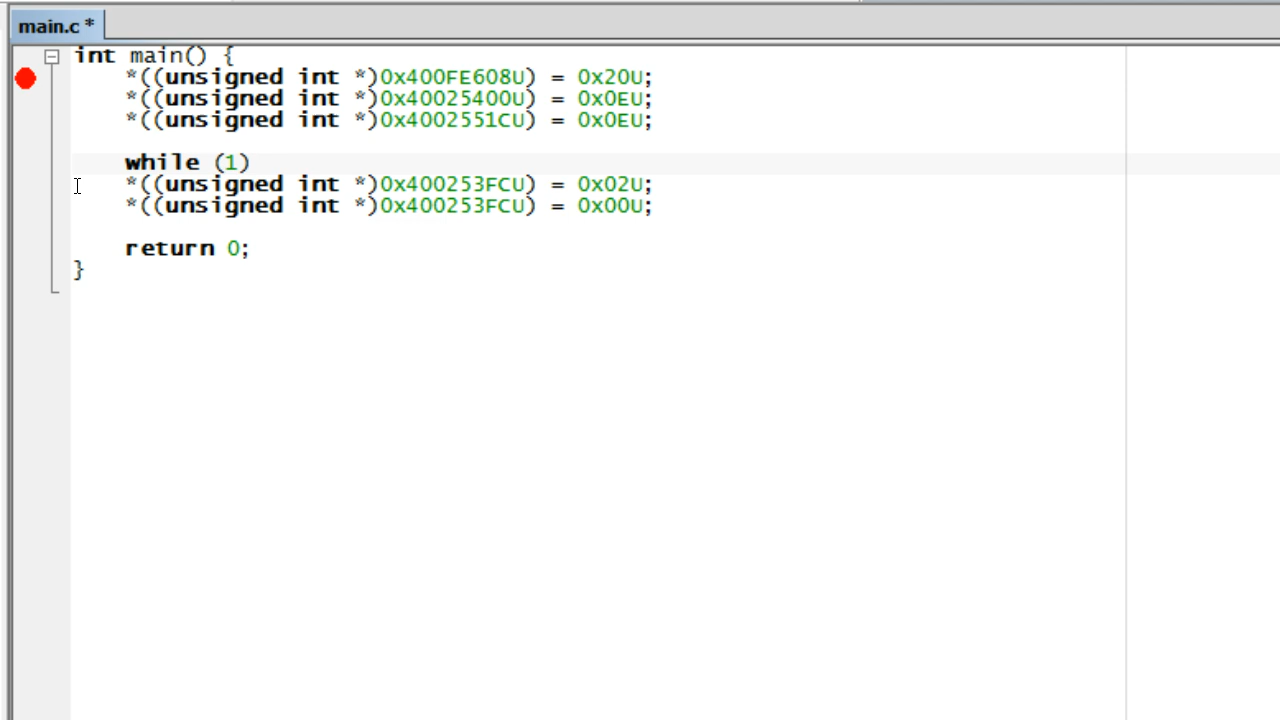 main.c *
int main() {
*((unsigned int *)0x400FE608U) = 0x20U;
*((unsigned int *)0x40025400U) = 0x0EU;
*((unsigned int *)0x4002551CU) = 0x0EU;
while (1)
*((unsigned int *)0x400253FCU) = 0x02U;
*((unsigned int *)0x400253FCU) = 0x00U;
return 0;
}